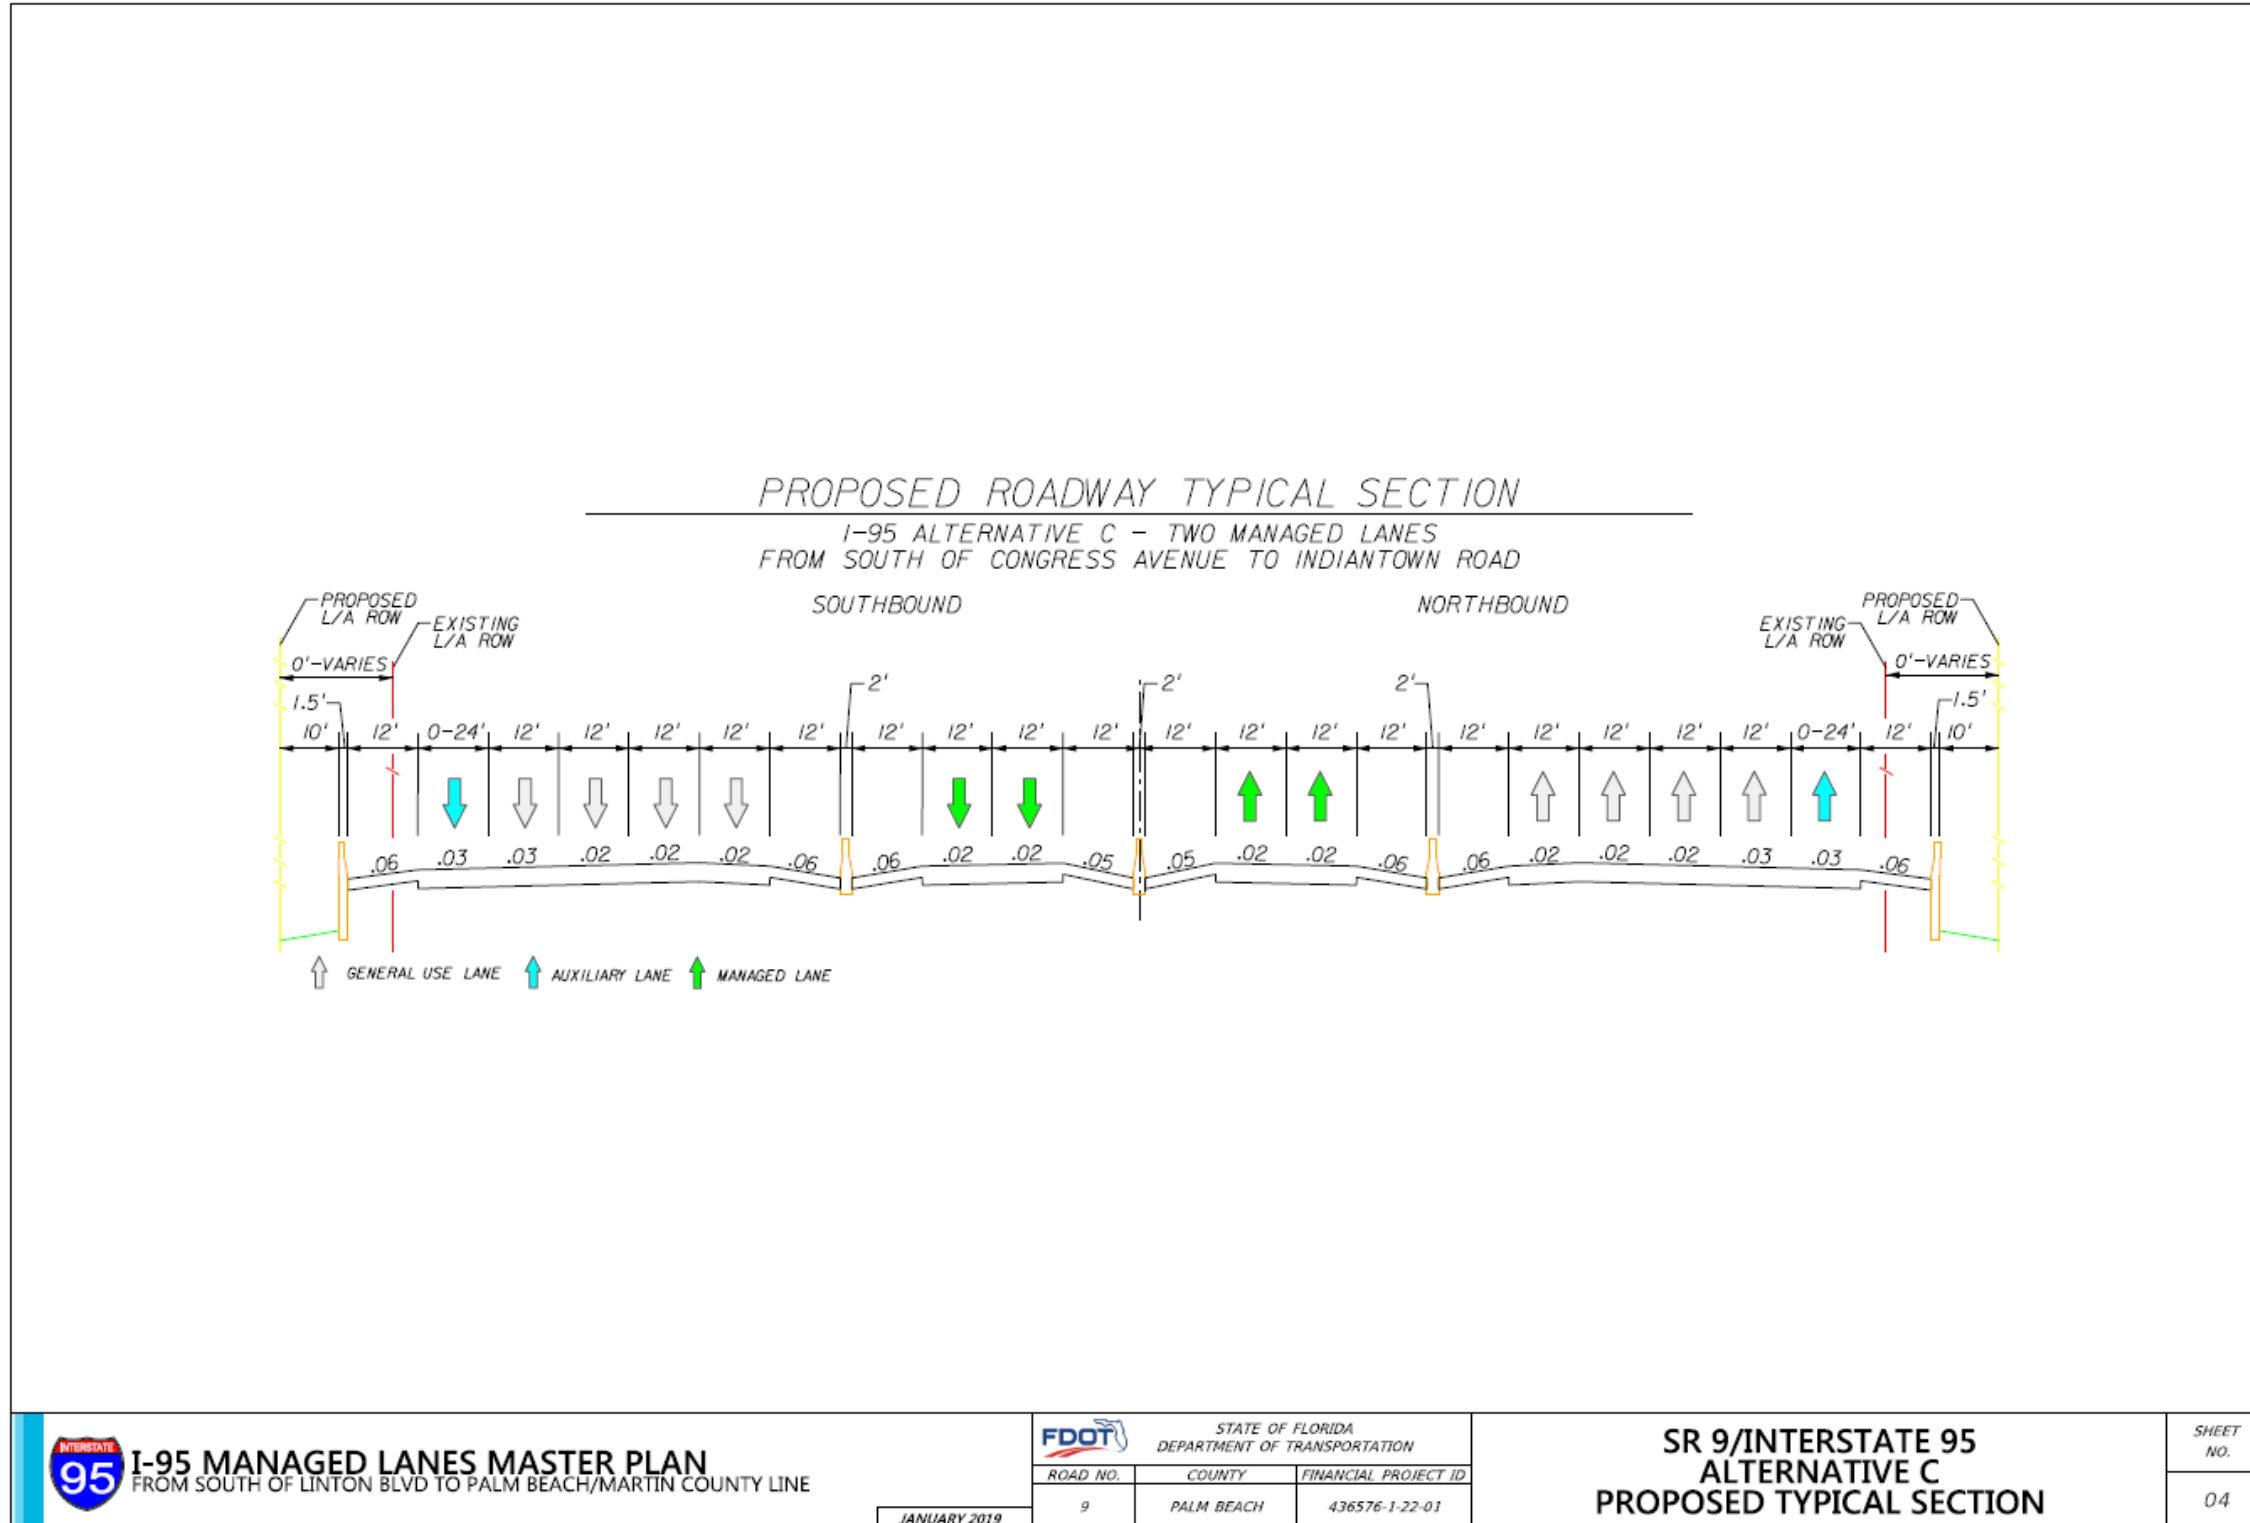 PROPOSED ROADWAY TYPICAL SECTION
I-95 ALTERNATIVE C - TWO MANAGED LANES
FROM SOUTH OF CONGRESS AVENUE TO INDIANTOWN ROAD
SOUTHBOUND
NORTHBOUND
PROPOSED
L/A ROW
EXISTING
L/A ROW
EXISTING
L/A ROW
PROPOSED
L/A ROW
0'-VARIES
0'-VARIES
1.5'
2'
2'
2'
1.5'
10' 12' 0-24' 12' 12' 12' 12' 12' 12' 12' 12' 12' 12' 12' 12' 12' 12' 12' 12' 12' 12' 0-24' 12' 10'
.06 .03 .03 .02 .02 .02 .06 .06 .02 .02 .05 .05 .02 .02 .06 .06 .02 .02 .02 .03 .03 .06
GENERAL USE LANE
AUXILIARY LANE
MANAGED LANE
INTERSTATE
95
I-95 MANAGED LANES MASTER PLAN
FROM SOUTH OF LINTON BLVD TO PALM BEACH/MARTIN COUNTY LINE
JANUARY 2019
FDOT
STATE OF FLORIDA
DEPARTMENT OF TRANSPORTATION
ROAD NO. COUNTY FINANCIAL PROJECT ID
9 PALM BEACH 436576-1-22-01
SR 9/INTERSTATE 95
ALTERNATIVE C
PROPOSED TYPICAL SECTION
SHEET
NO.
04